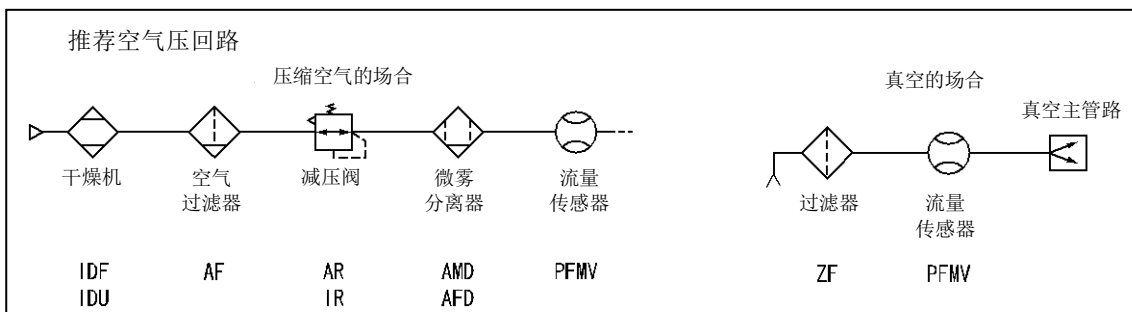 推荐空气压回路
压缩空气的场合
干燥机
空气
过滤器
减压阀
微雾
分离器
流量
传感器
IDF
IDU
AF
AR
IR
AMD
AFD
PFMV
真空的场合
真空主管路
过滤器
流量
传感器
ZF
PFMV